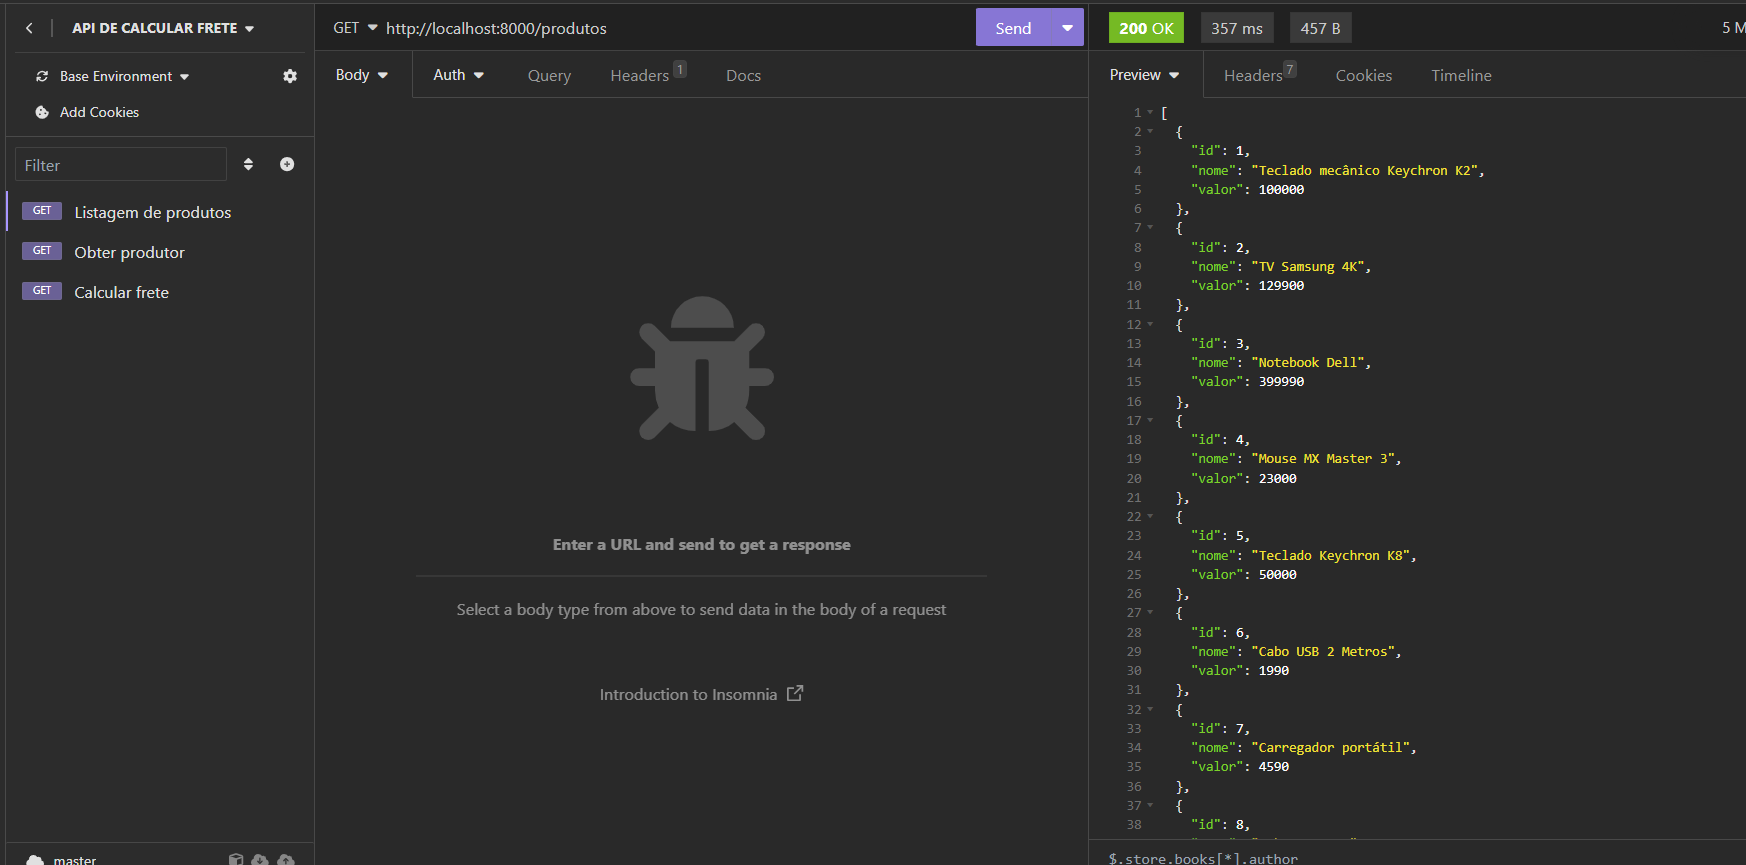 API DE CALCULAR FRETE
Base Environment
Add Cookies
Filter
GET Listagem de produtos
GET Obter produtor
GET Calcular frete
master
GET http://localhost:8000/produtos
Send
Body
Auth
Query
Headers 1
Docs
Enter a URL and send to get a response
Select a body type from above to send data in the body of a request
Introduction to Insomnia
200 OK
357 ms
457 B
5 M
Preview
Headers 7
Cookies
Timeline
1 [
2 {
3 "id": 1,
4 "nome": "Teclado mecânico Keychron K2",
5 "valor": 100000
6 },
7 {
8 "id": 2,
9 "nome": "TV Samsung 4K",
10 "valor": 129900
11 },
12 {
13 "id": 3,
14 "nome": "Notebook Dell",
15 "valor": 399990
16 },
17 {
18 "id": 4,
19 "nome": "Mouse MX Master 3",
20 "valor": 23000
21 },
22 {
23 "id": 5,
24 "nome": "Teclado Keychron K8",
25 "valor": 50000
26 },
27 {
28 "id": 6,
29 "nome": "Cabo USB 2 Metros",
30 "valor": 1990
31 },
32 {
33 "id": 7,
34 "nome": "Carregador portátil",
35 "valor": 4590
36 },
37 {
38 "id": 8,
$.store.books[*].author